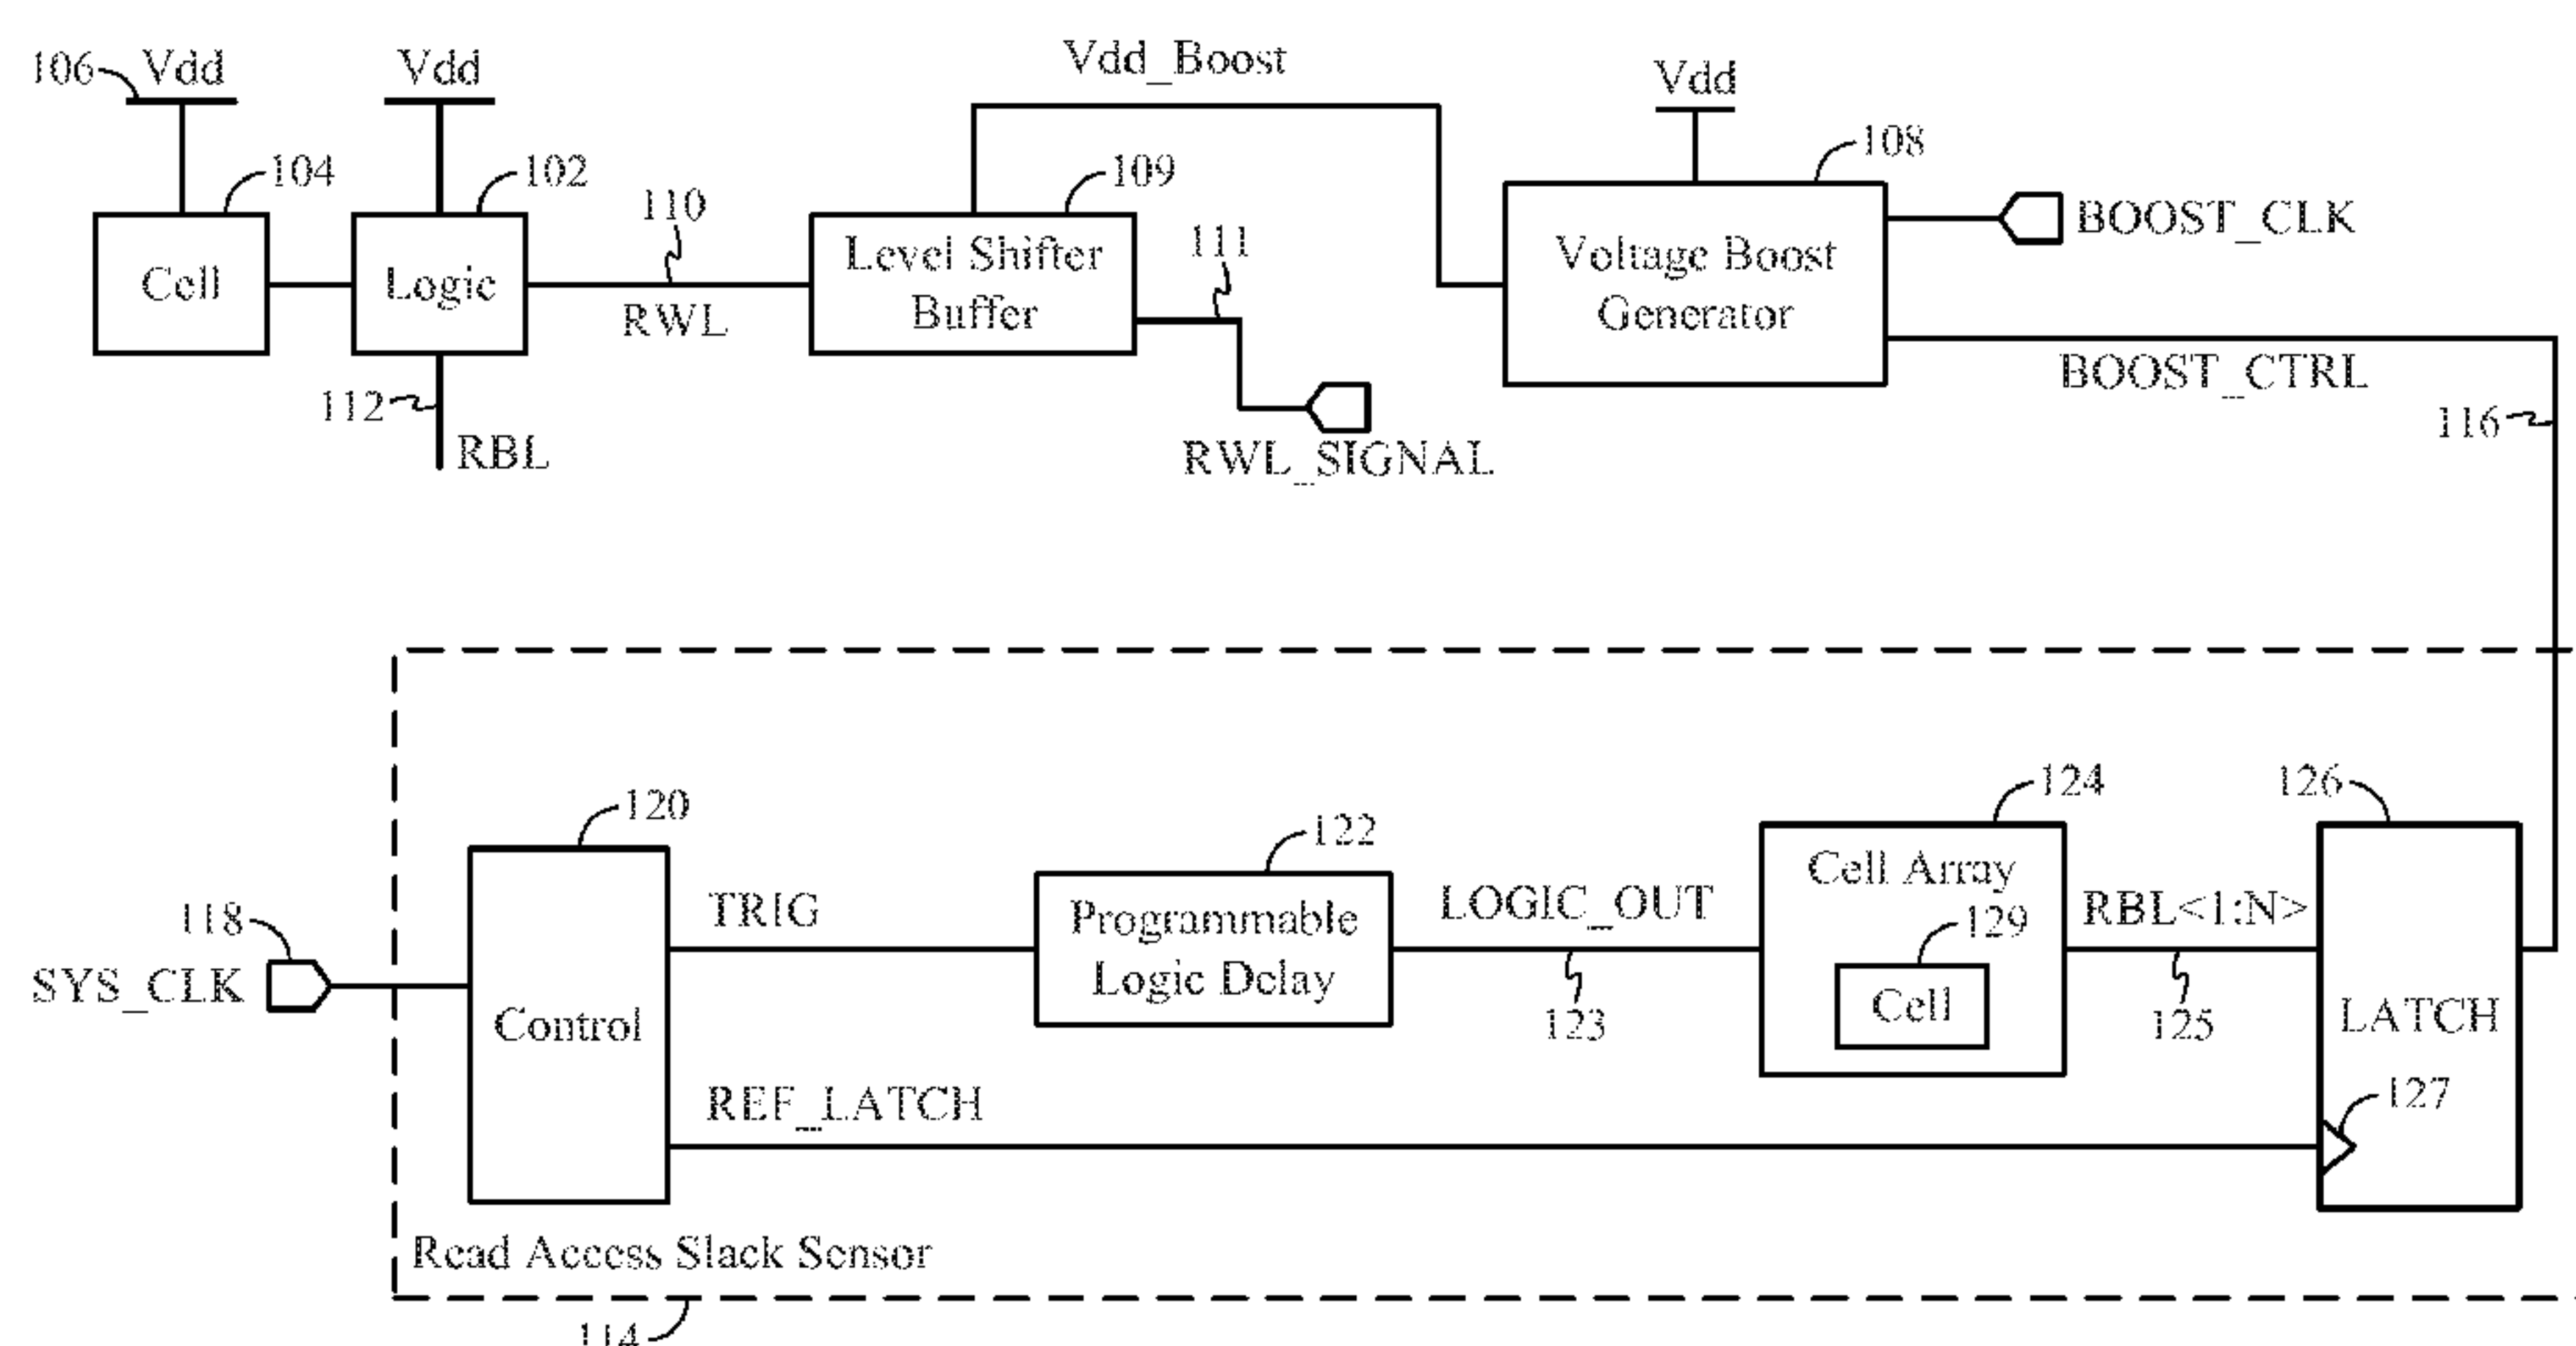 106
Vdd
Vdd
Vdd_Boost
Vdd
104
102
109
108
110
111
Cell
Logic
RWL
Level Shifter
Buffer
Voltage Boost
Generator
BOOST_CLK
BOOST_CTRL
112
RBL
RWL_SIGNAL
116
120
122
124
126
118
SYS_CLK
Control
TRIG
Programmable
Logic Delay
LOGIC_OUT
123
Cell Array
129
Cell
RBL<1:N>
125
LATCH
127
REF_LATCH
Read Access Slack Sensor
114